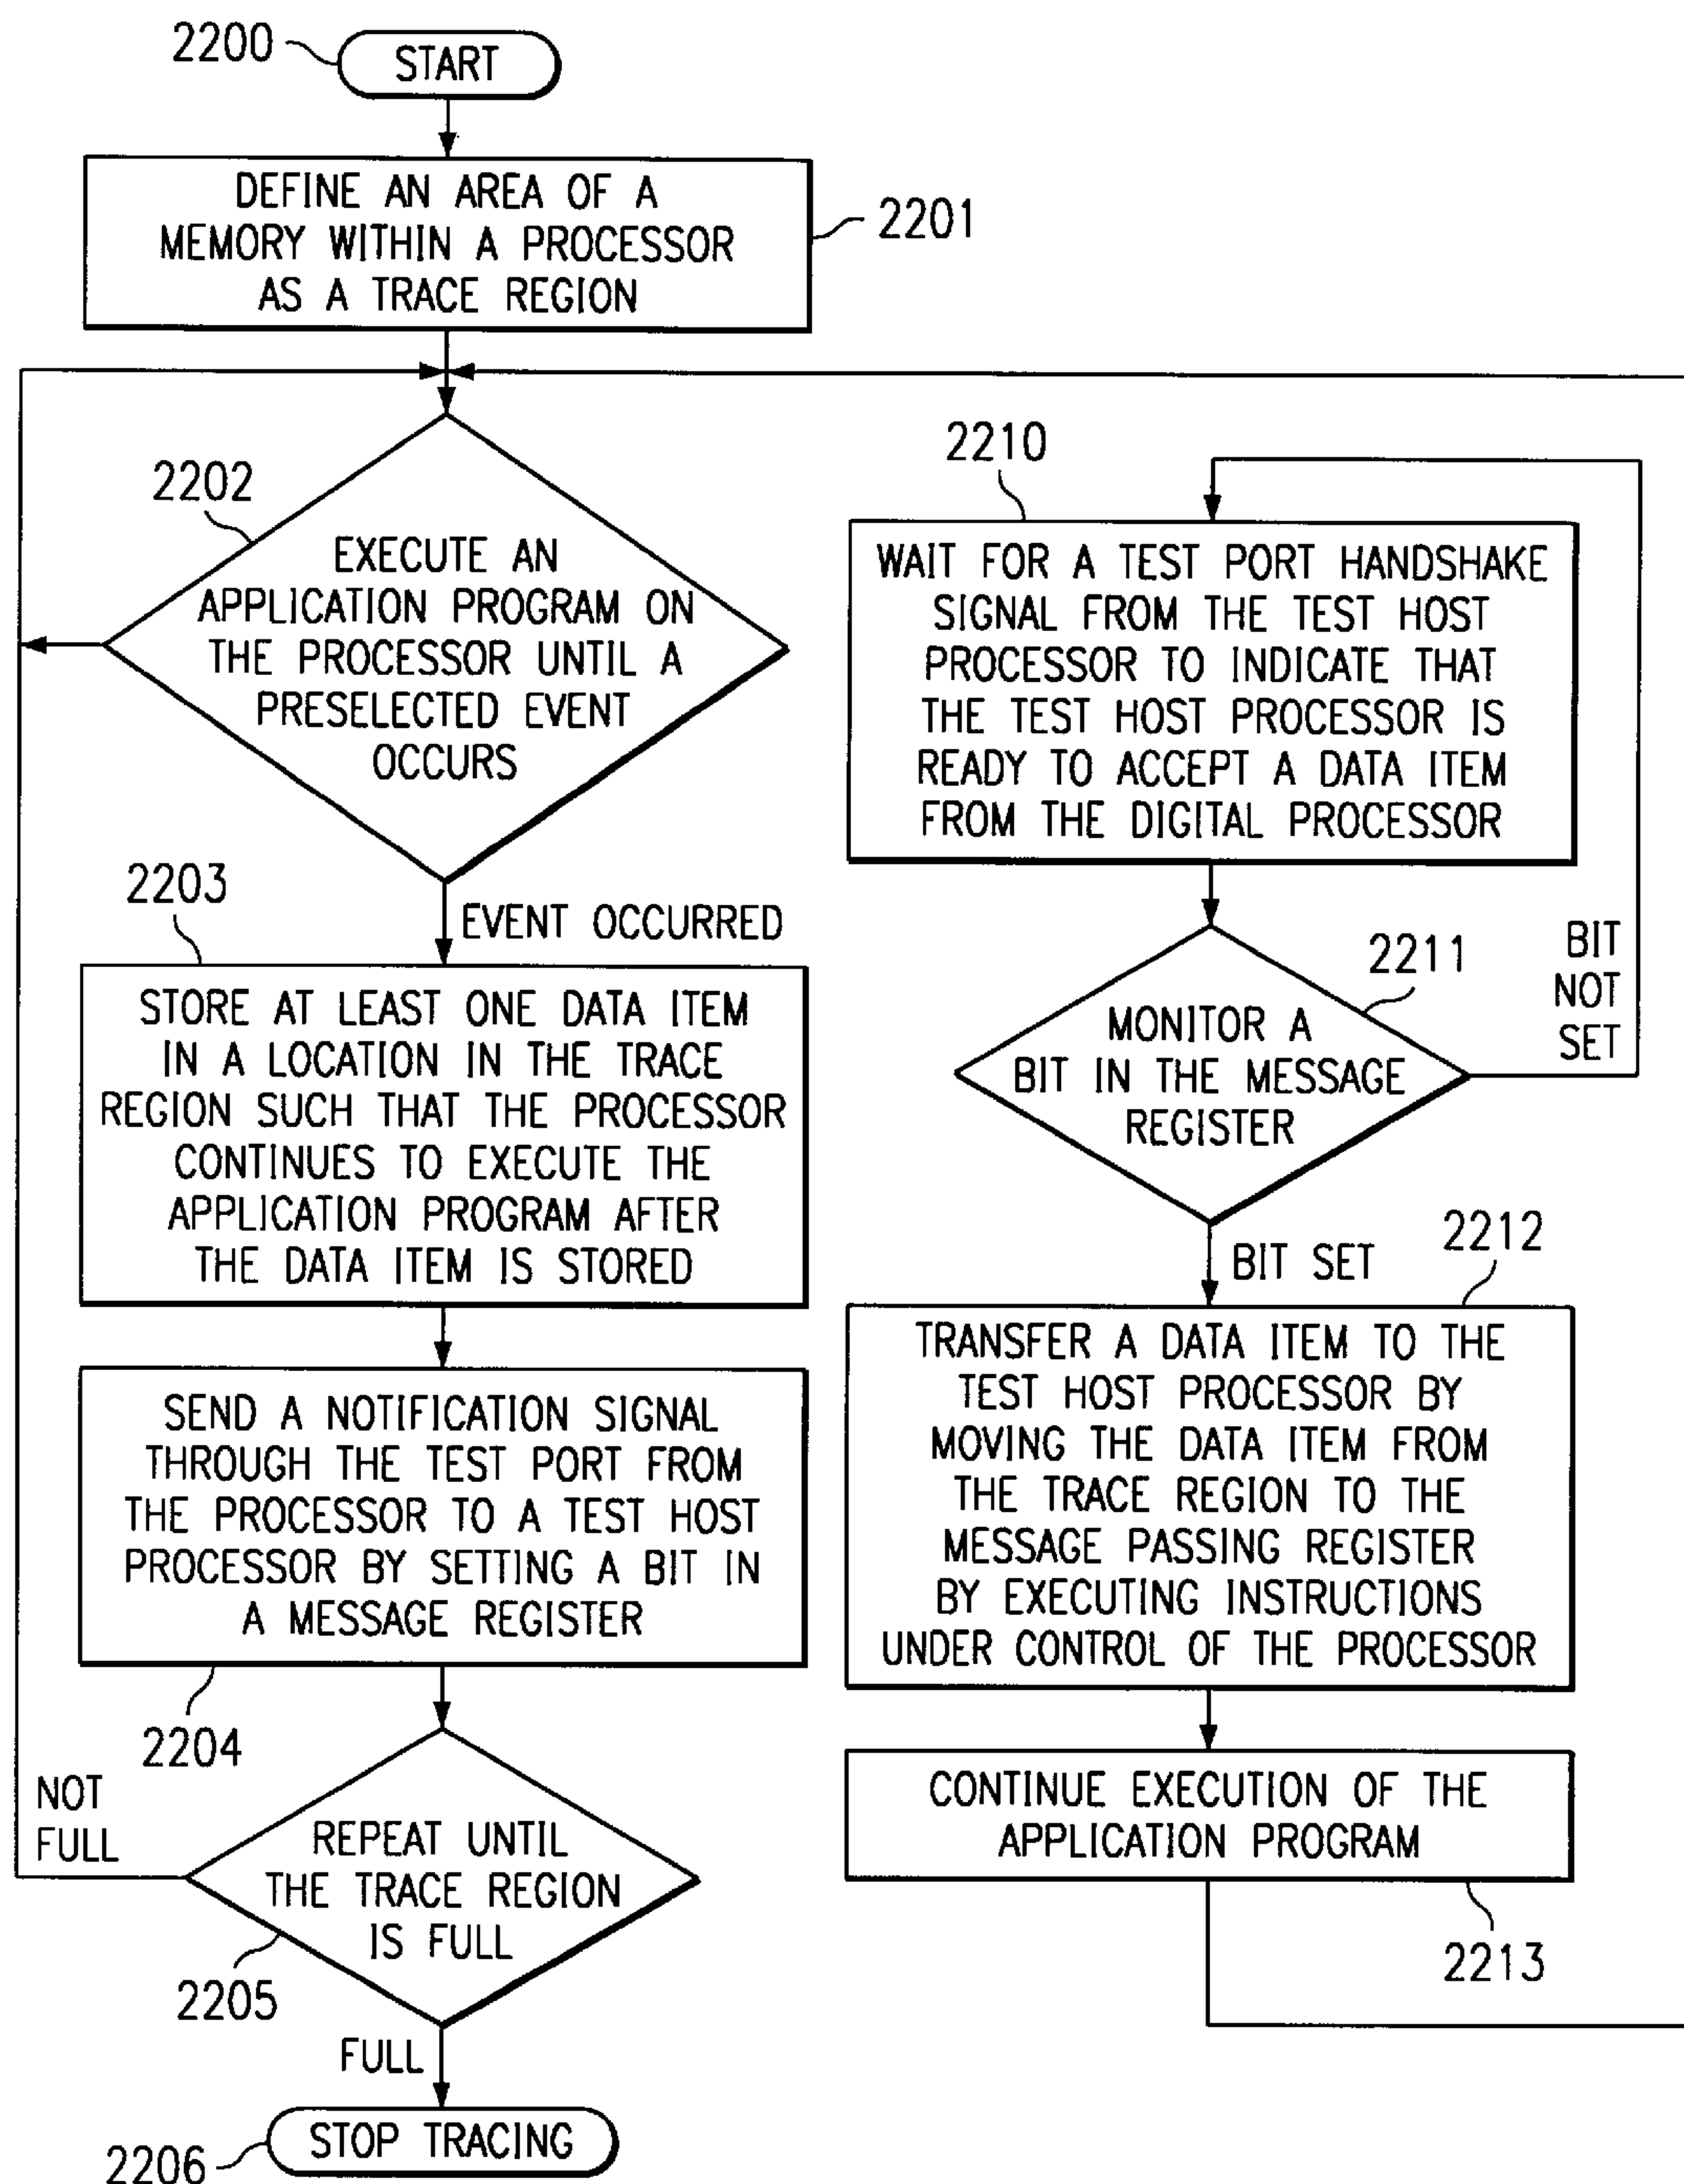 2200
START
DEFINE AN AREA OF A
MEMORY WITHIN A PROCESSOR
AS A TRACE REGION
2201
2202
EXECUTE AN
APPLICATION PROGRAM ON
THE PROCESSOR UNTIL A
PRESELECTED EVENT
OCCURS
EVENT OCCURRED
2203
STORE AT LEAST ONE DATA ITEM
IN A LOCATION IN THE TRACE
REGION SUCH THAT THE PROCESSOR
CONTINUES TO EXECUTE THE
APPLICATION PROGRAM AFTER
THE DATA ITEM IS STORED
SEND A NOTIFICATION SIGNAL
THROUGH THE TEST PORT FROM
THE PROCESSOR TO A TEST HOST
PROCESSOR BY SETTING A BIT IN
A MESSAGE REGISTER
2204
NOT
FULL
REPEAT UNTIL
THE TRACE REGION
IS FULL
2205
FULL
STOP TRACING
2206
2210
WAIT FOR A TEST PORT HANDSHAKE
SIGNAL FROM THE TEST HOST
PROCESSOR TO INDICATE THAT
THE TEST HOST PROCESSOR IS
READY TO ACCEPT A DATA ITEM
FROM THE DIGITAL PROCESSOR
2211
BIT
NOT
SET
MONITOR A
BIT IN THE MESSAGE
REGISTER
BIT SET
2212
TRANSFER A DATA ITEM TO THE
TEST HOST PROCESSOR BY
MOVING THE DATA ITEM FROM
THE TRACE REGION TO THE
MESSAGE PASSING REGISTER
BY EXECUTING INSTRUCTIONS
UNDER CONTROL OF THE PROCESSOR
CONTINUE EXECUTION OF THE
APPLICATION PROGRAM
2213